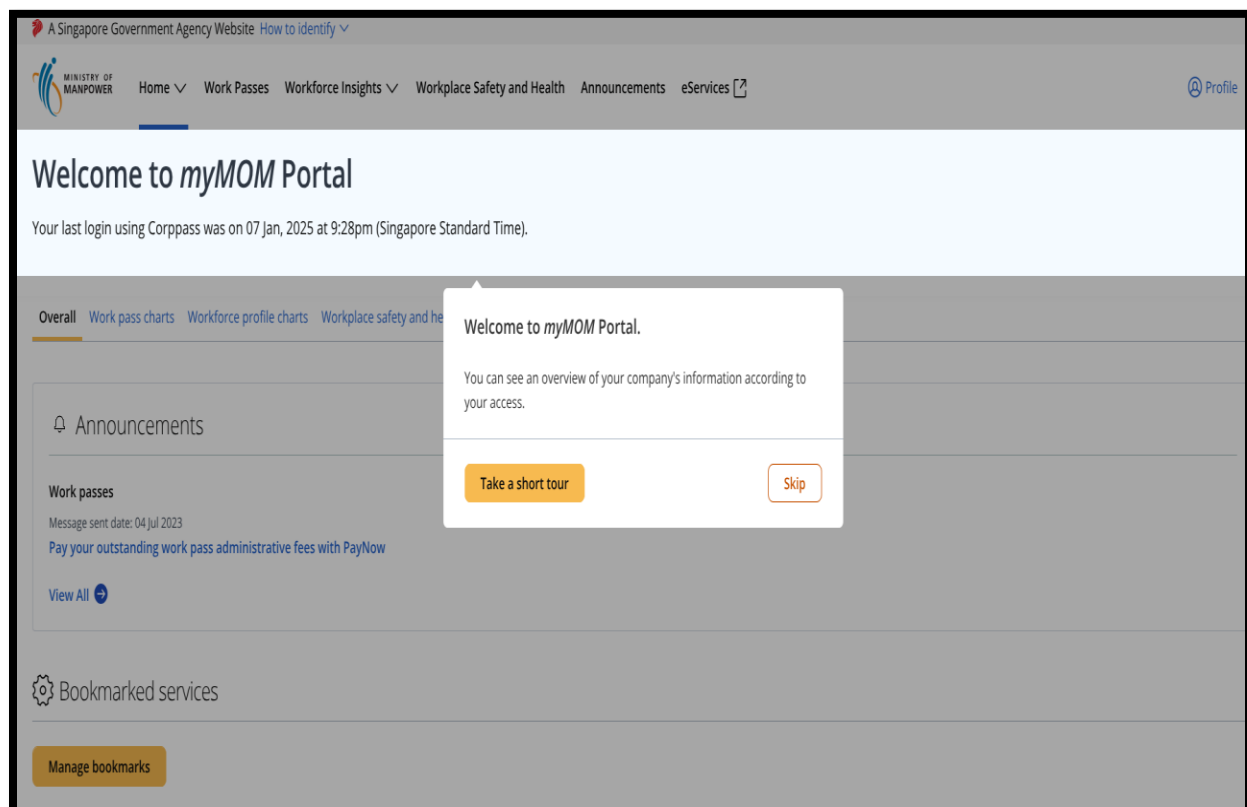 A Singapore Government Agency Website How to identify
MINISTRY OF
MANPOWER
Home Work Passes Workforce Insights Workplace Safety and Health Announcements eServices Profile
Welcome to myMOM Portal
Your last login using Corppass was on 07 Jan, 2025 at 9:28pm (Singapore Standard Time).
Overall Work pass charts Workforce profile charts Workplace safety and he
Welcome to myMOM Portal.
You can see an overview of your company's information according to
your access.
Take a short tour Skip
Announcements
Work passes
Message sent date: 04 Jul 2023
Pay your outstanding work pass administrative fees with PayNow
View All
Bookmarked services
Manage bookmarks